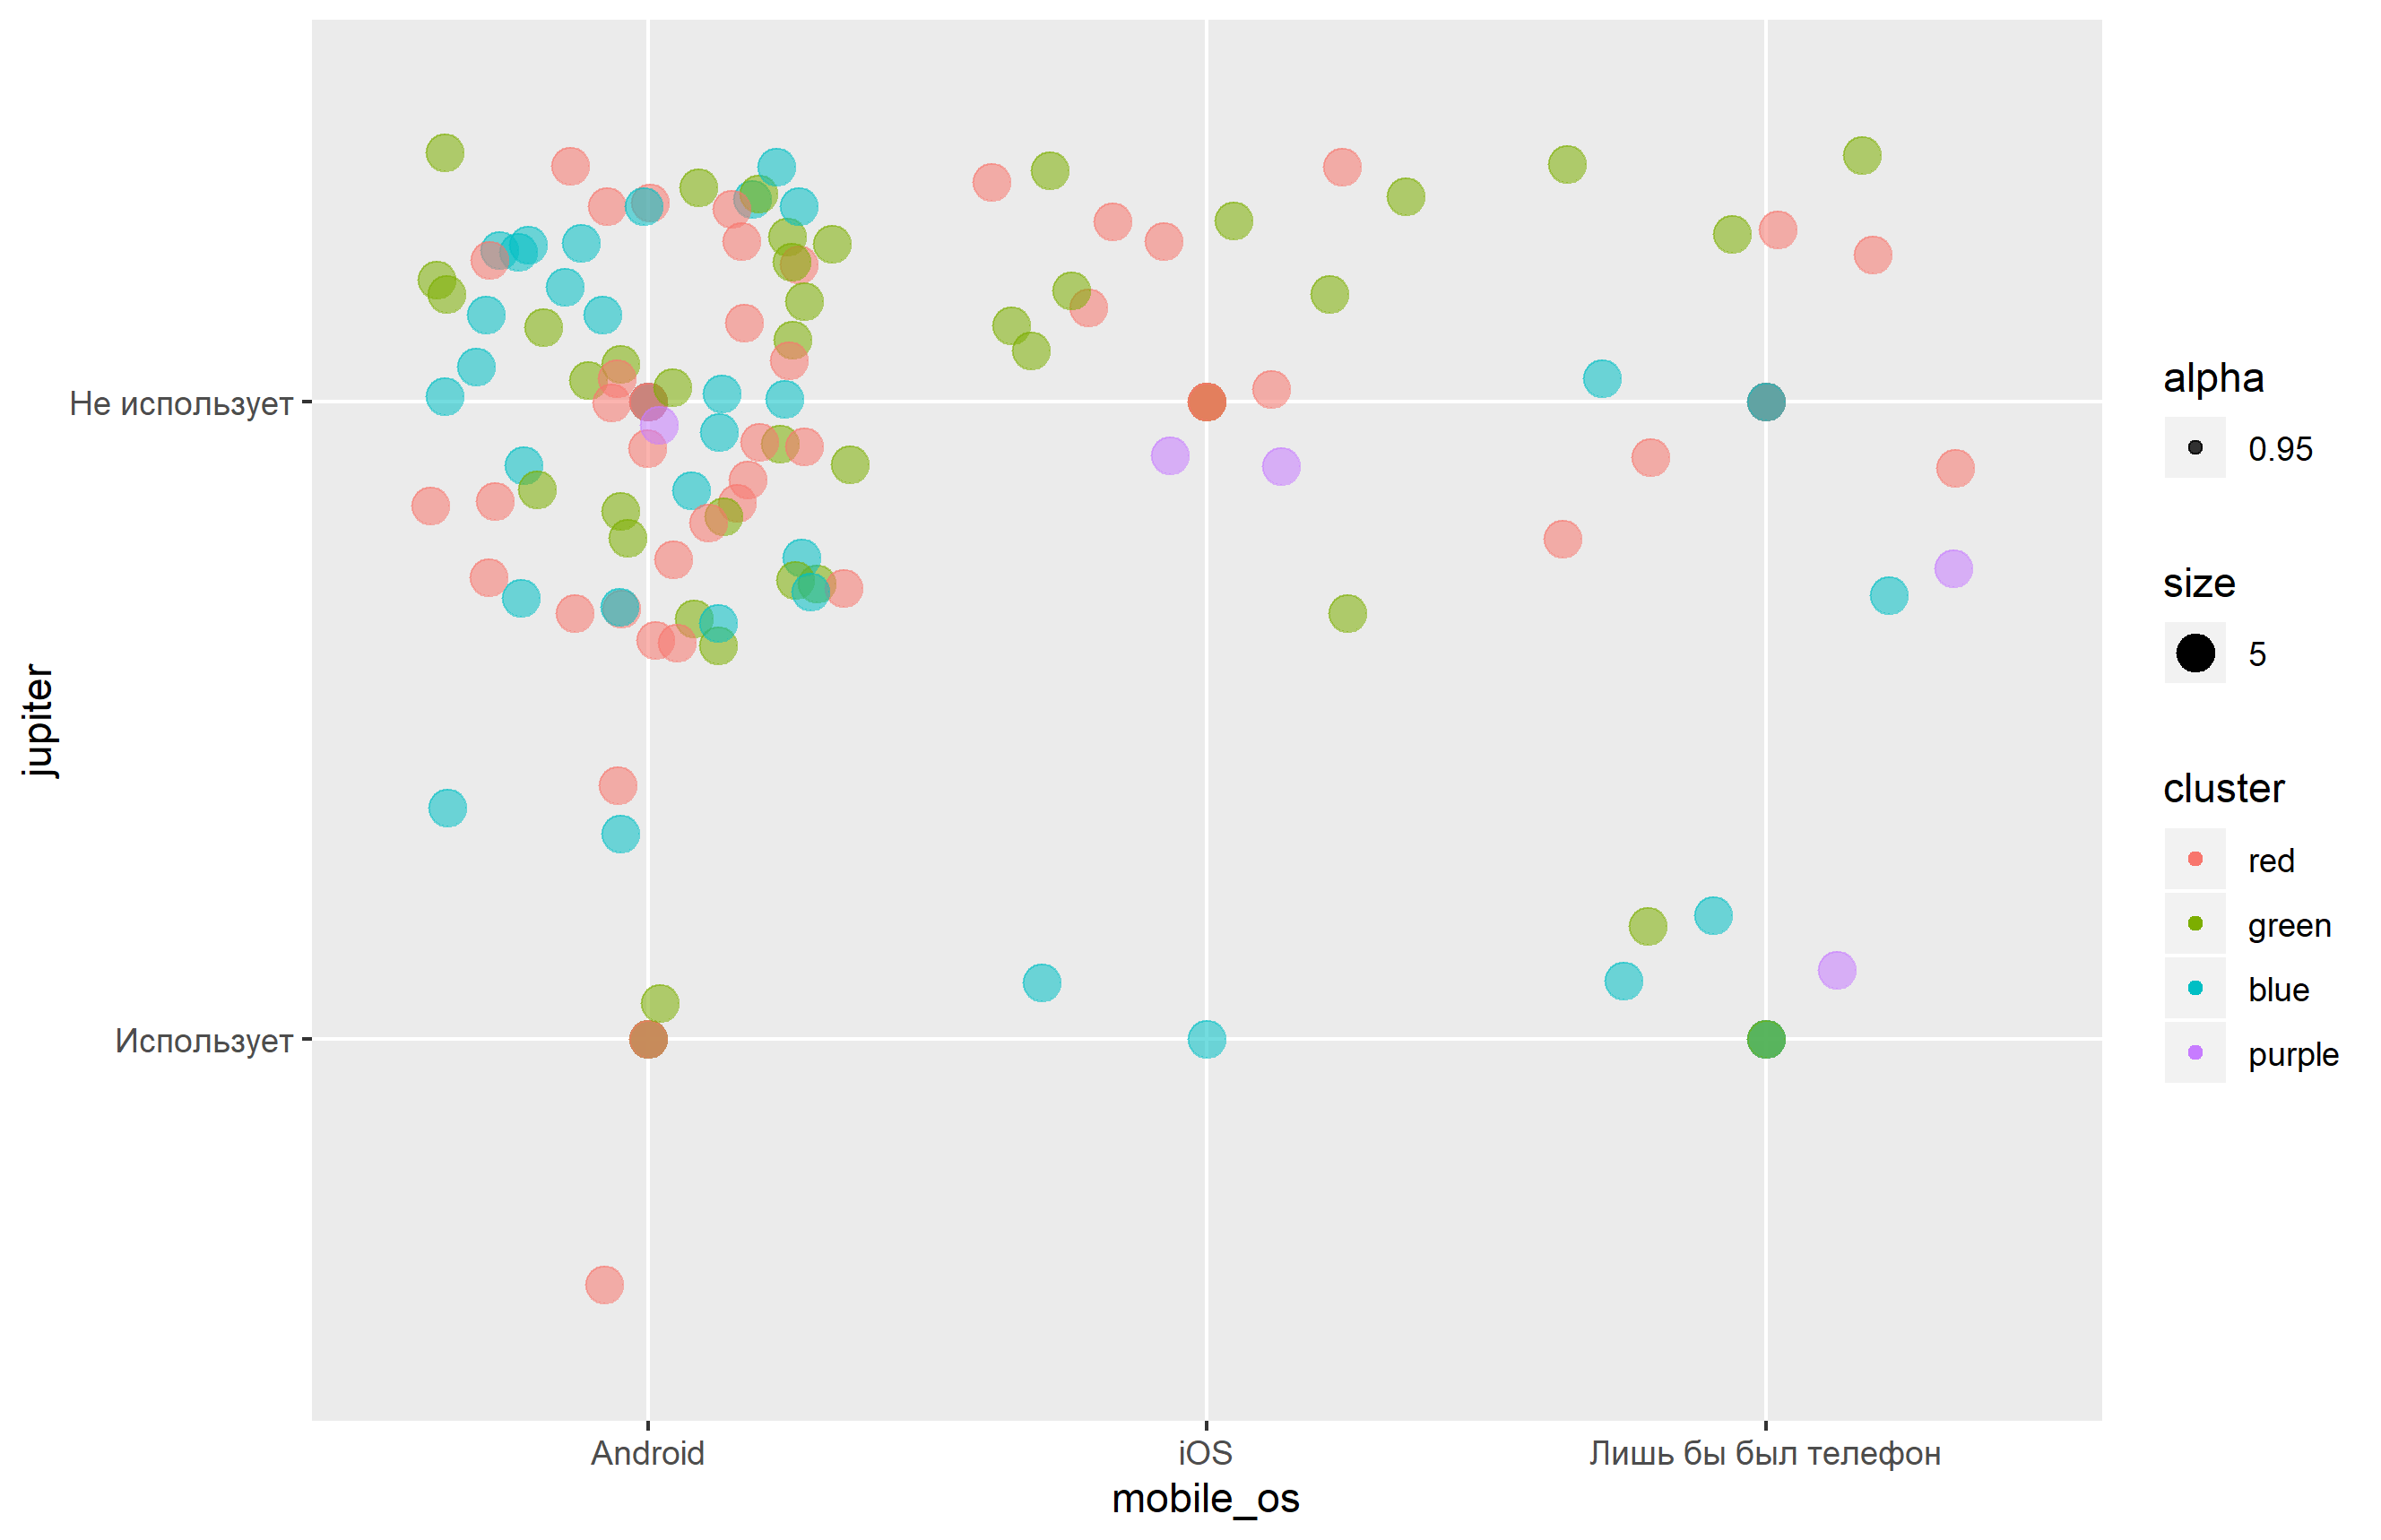 jupiter
Не использует
Использует
Android
iOS
Лишь бы был телефон
mobile_os
alpha
0.95
size
5
cluster
red
green
blue
purple